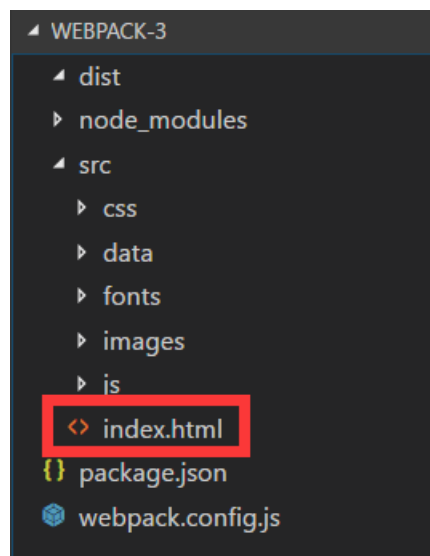 WEBPACK-3
dist
node_modules
src
css
data
fonts
images
js
index.html
package.json
webpack.config.js